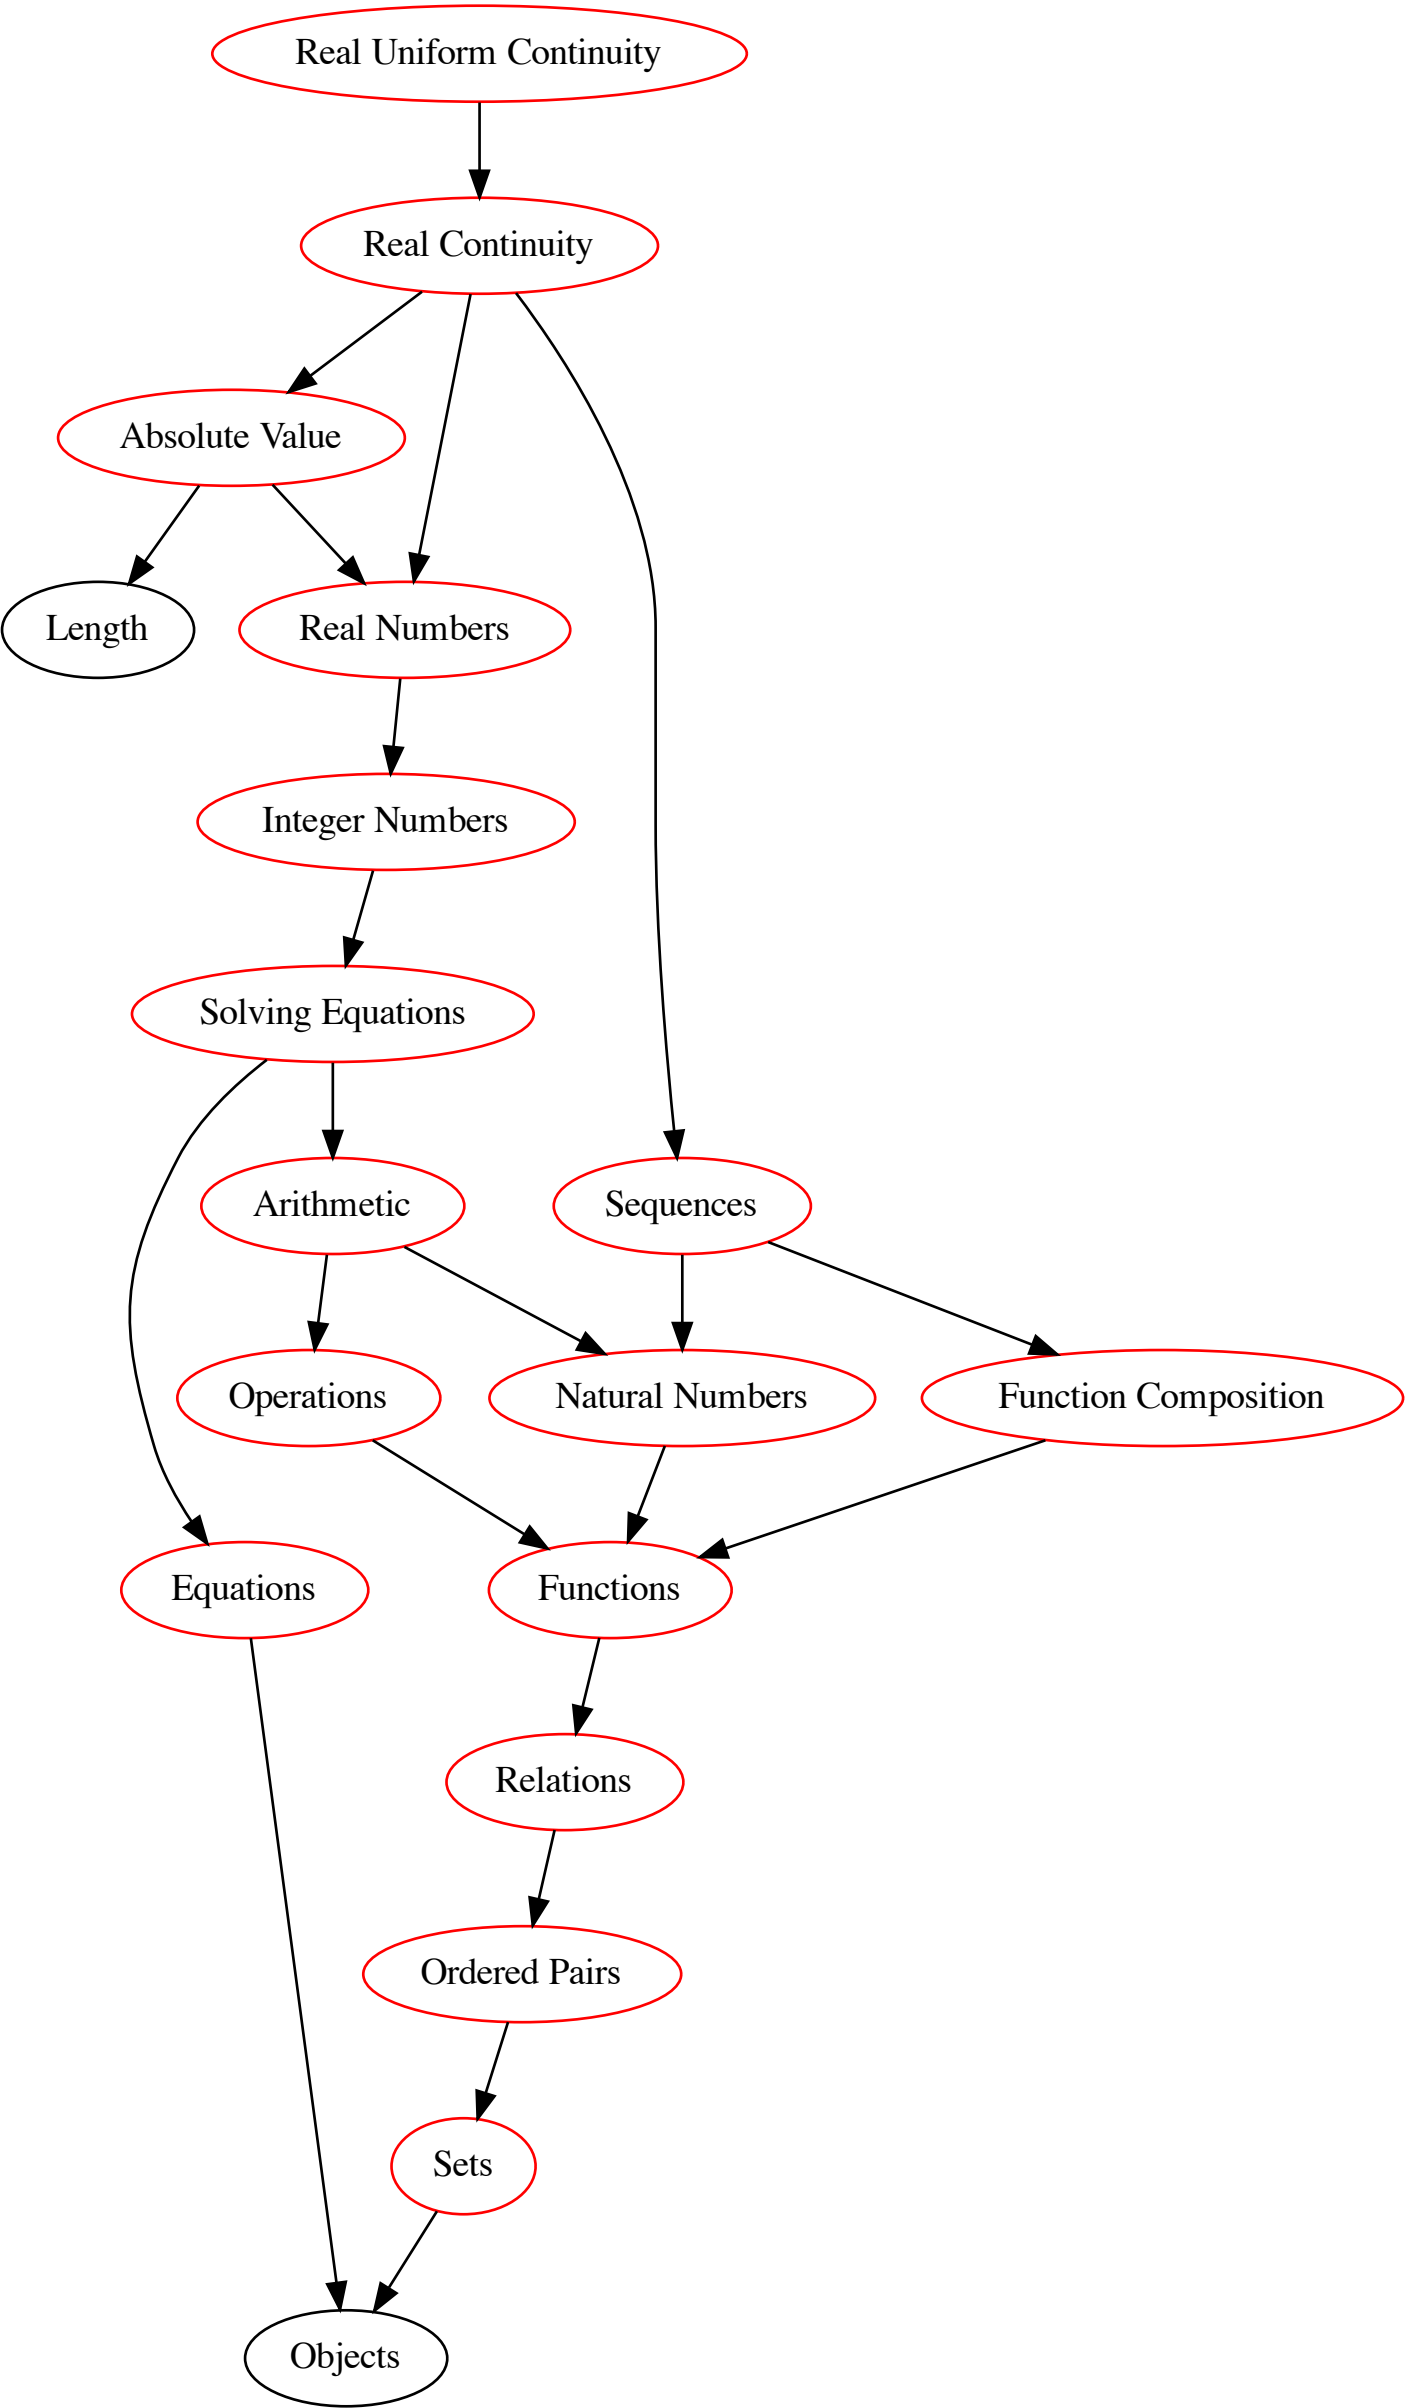 Real Uniform Continuity
Real Continuity
Absolute Value
Length
Real Numbers
Integer Numbers
Solving Equations
Arithmetic
Sequences
Operations
Natural Numbers
Function Composition
Equations
Functions
Relations
Ordered Pairs
Sets
Objects